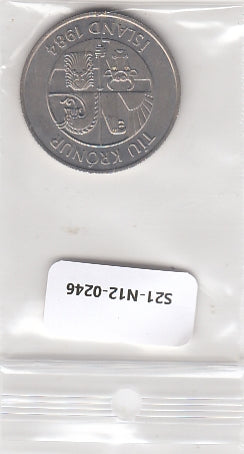 ÍSLAND 1984
TÍU KRÓNUR
S21-N12-0246